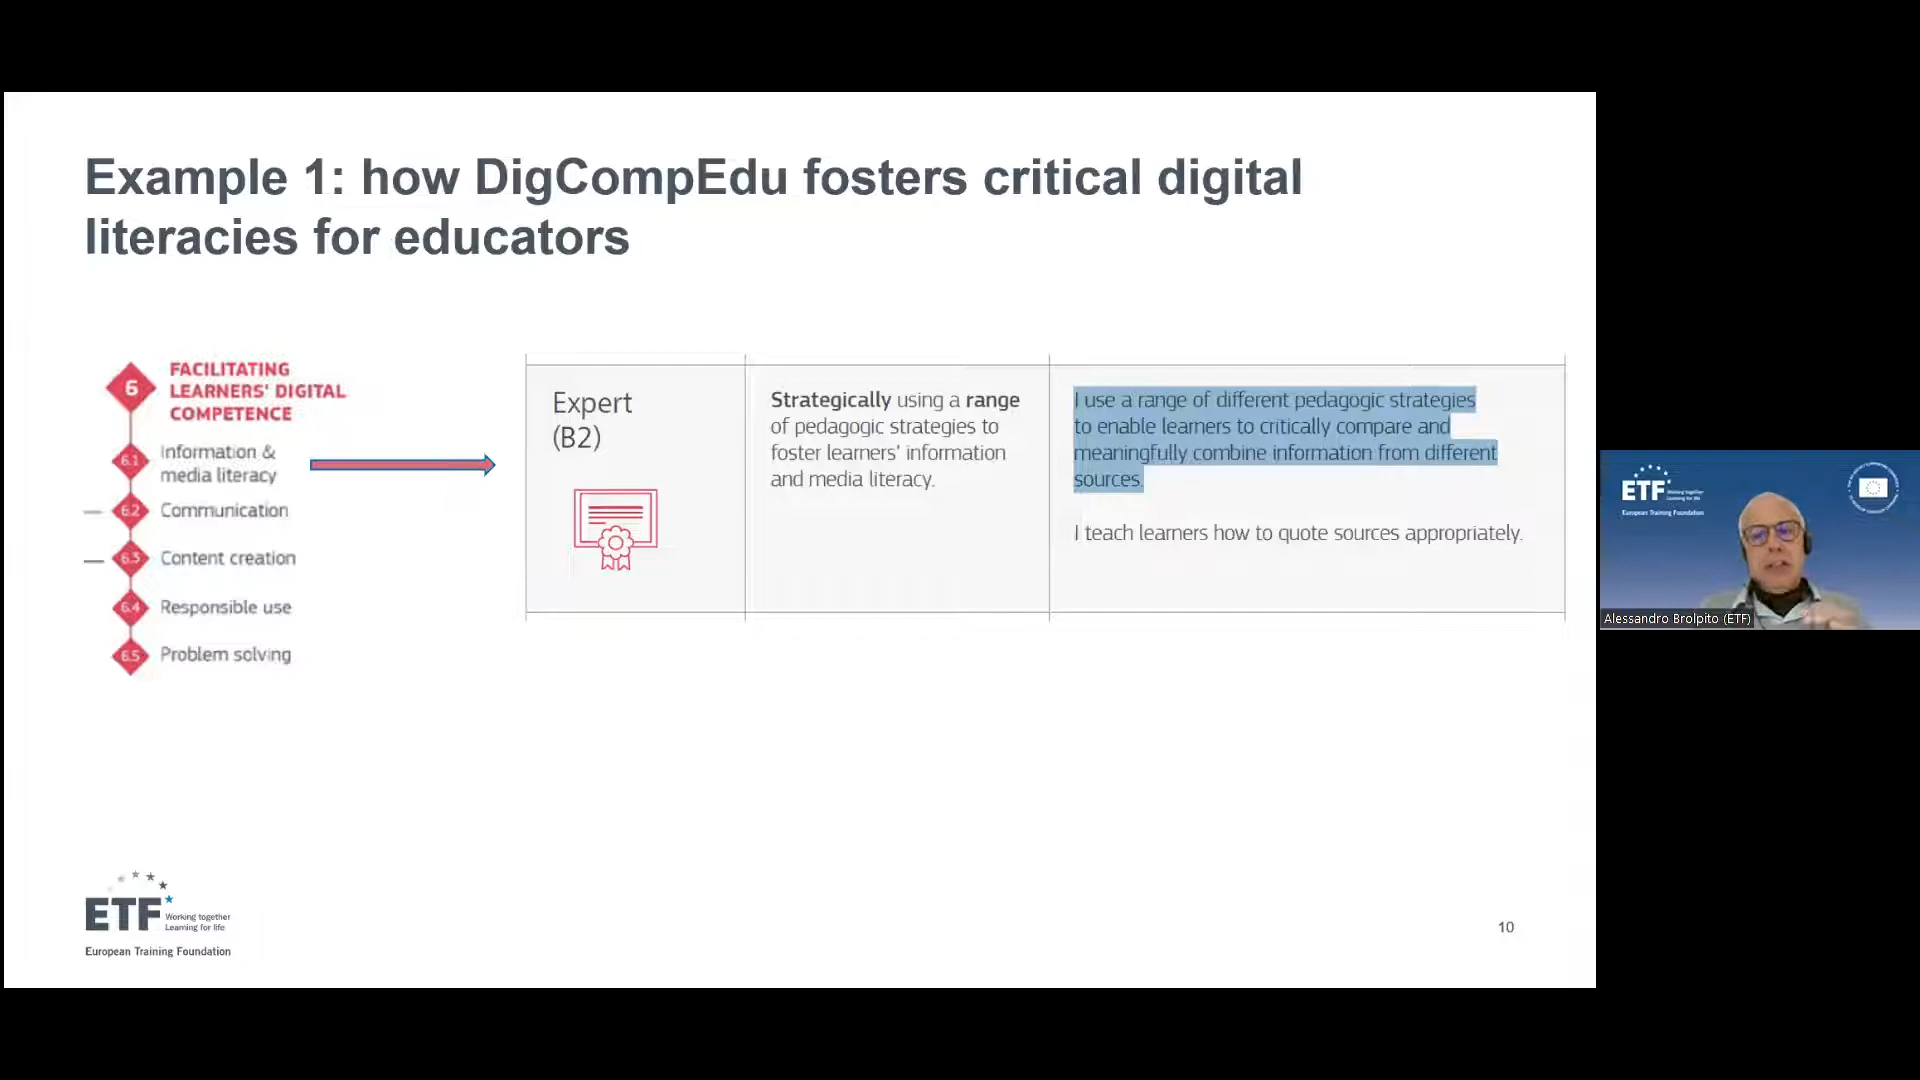 Example 1: how DigCompEdu fosters critical digital
literacies for educators
6
FACILITATING
LEARNERS' DIGITAL
COMPETENCE
6.1
Information &
media literacy
6.2
Communication
6.3
Content creation
6.4
Responsible use
6.5
Problem solving
Expert
(B2)
Strategically using a range
of pedagogic strategies to
foster learners' information
and media literacy.
I use a range of different pedagogic strategies
to enable learners to critically compare and
meaningfully combine information from different
sources.
I teach learners how to quote sources appropriately.
ETF
Working together
Learning for life
European Training Foundation
10
ETF
Working together
Learning for life
European Training Foundation
Alessandro Brolpito (ETF)